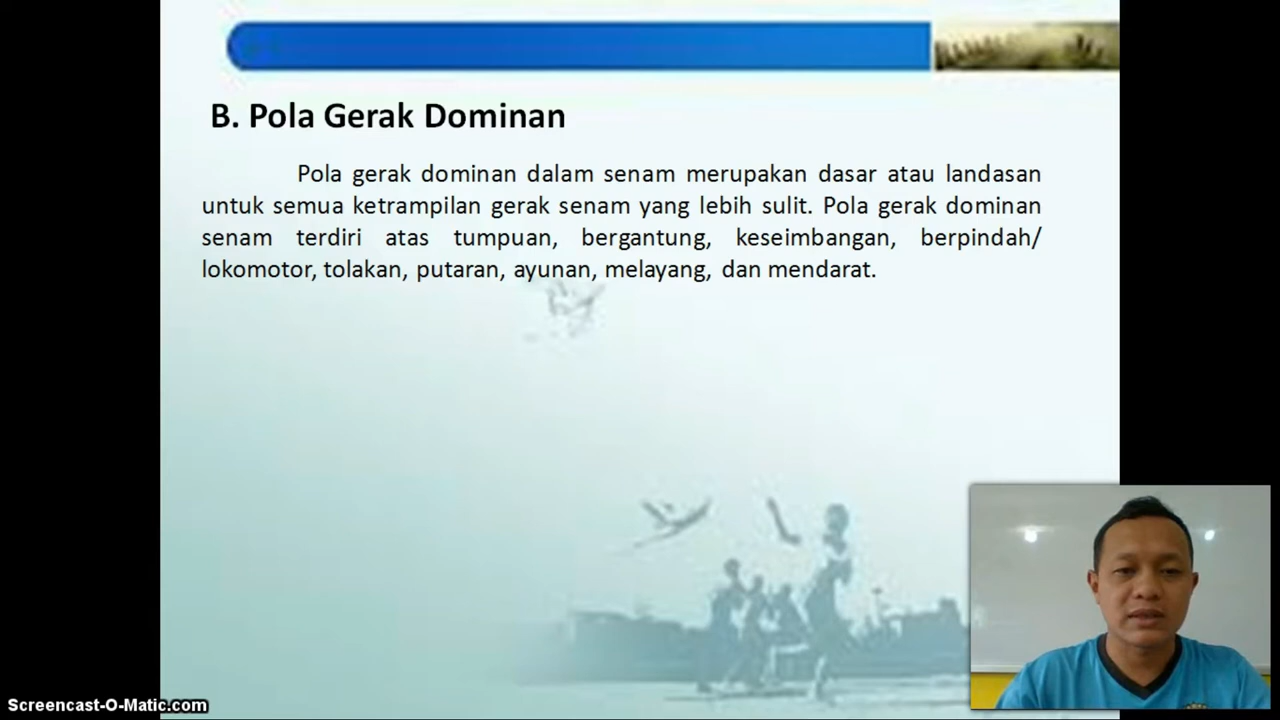 B. Pola Gerak Dominan
Pola gerak dominan dalam senam merupakan dasar atau landasan
untuk semua ketrampilan gerak senam yang lebih sulit. Pola gerak dominan
senam terdiri atas tumpuan, bergantung, keseimbangan, berpindah/
lokomotor, tolakan, putaran, ayunan, melayang, dan mendarat.
Screencast-O-Matic.com